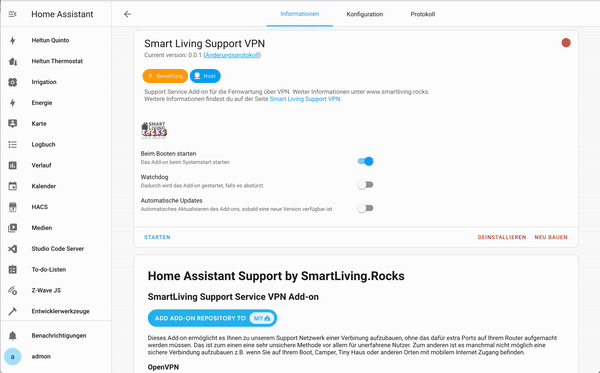 Home Assistant
Informationen
Konfiguration
Protokoll
Heltun Quinto
Heltun Thermostat
Irrigation
Energie
Karte
Logbuch
Verlauf
Kalender
HACS
Medien
Studio Code Server
To-do-Listen
Z-Wave JS
Entwicklerwerkzeuge
Benachrichtigungen
a
admon
Smart Living Support VPN
Current version: 0.0.1 (Änderungsprotokoll)
Bewertung
Host
Support Service Add-on für die Fernwartung über VPN. Weiter Informationen unter www.smartliving.rocks.
Weitere Informationen findest du auf der Seite Smart Living Support VPN
SMART
LIVING
ROCKS
Beim Booten starten
Das Add-on beim Systemstart starten
Watchdog
Dadurch wird das Add-on gestartet, falls es abstürzt
Automatische Updates
Automatisches Aktualisieren des Add-ons, sobald eine neue Version verfügbar ist
STARTEN
DEINSTALLIEREN
NEU BAUEN
Home Assistant Support by SmartLiving.Rocks
SmartLiving Support Service VPN Add-on
ADD ADD-ON REPOSITORY TO MY
Dieses Add-on ermöglicht es Ihnen zu unserem Support Netzwerk einer Verbinung aufzubauen, ohne das dafür extra Ports auf Ihrem Router aufgemacht
werden müssen. Das ist zum einen eine sehr unsichere Methode vor allem für unerfahrene Nutzer. Zum anderen ist es manchmal nicht möglich eine
sichere Verbindung aufzubauen z.B. wenn Sie auf Ihrem Boot, Camper, Tiny Haus oder anderen Orten mit mobilem Internet Zugang befinden.
OpenVPN